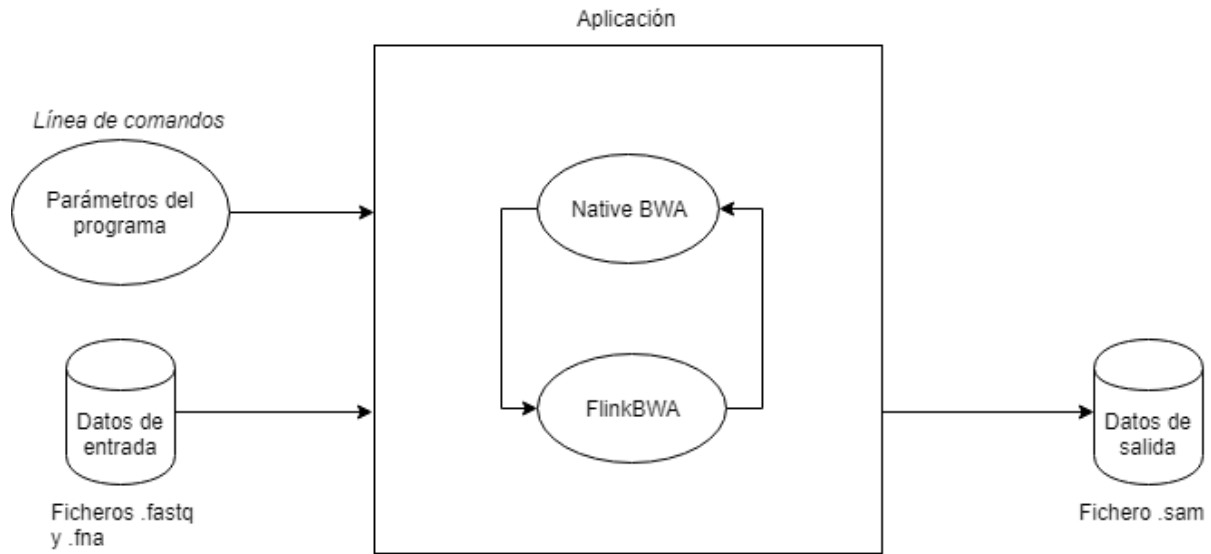 Aplicación
Línea de comandos
Parámetros del
programa
Native BWA
FlinkBWA
Datos de
entrada
Datos de
salida
Ficheros .fastq
y .fna
Fichero .sam